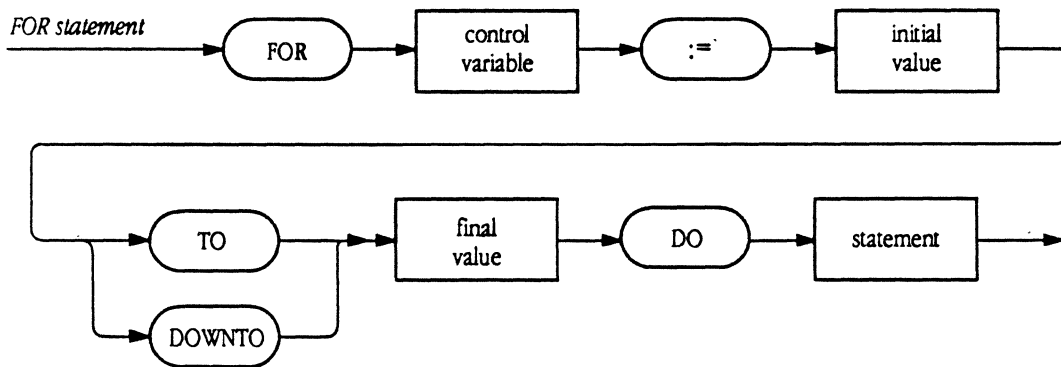 FOR statement
FOR
control
variable
:=
initial
value
TO
DOWNTO
final
value
DO
statement